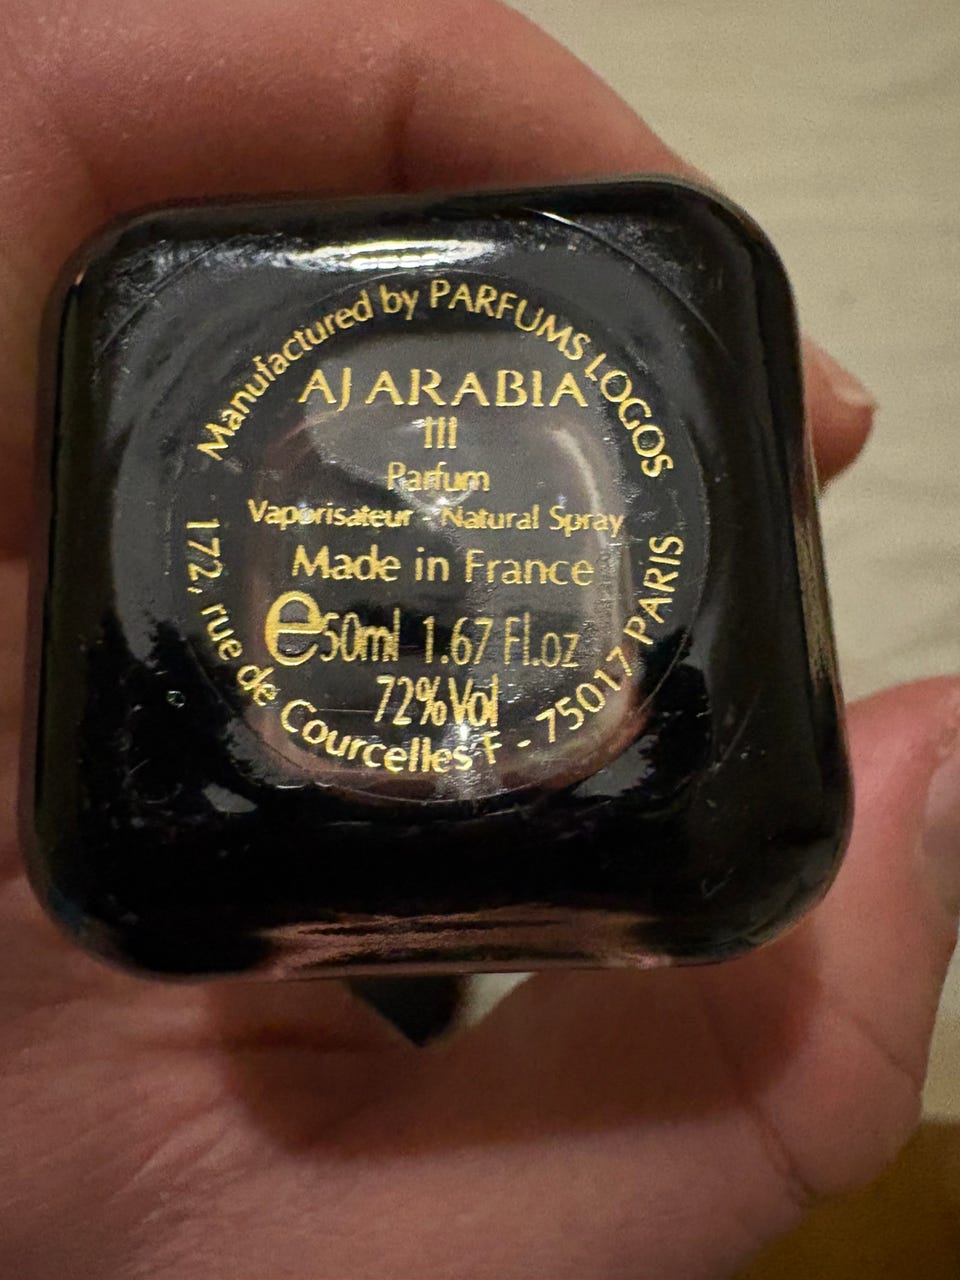 Manufactured by PARFUMS LOGOS
AJ ARABIA
III
Parfum
Vaporisateur - Natural Spray
Made in France
e50ml 1.67 Fl.oz
72%Vol
172, rue de Courcelles F - 75017 PARIS